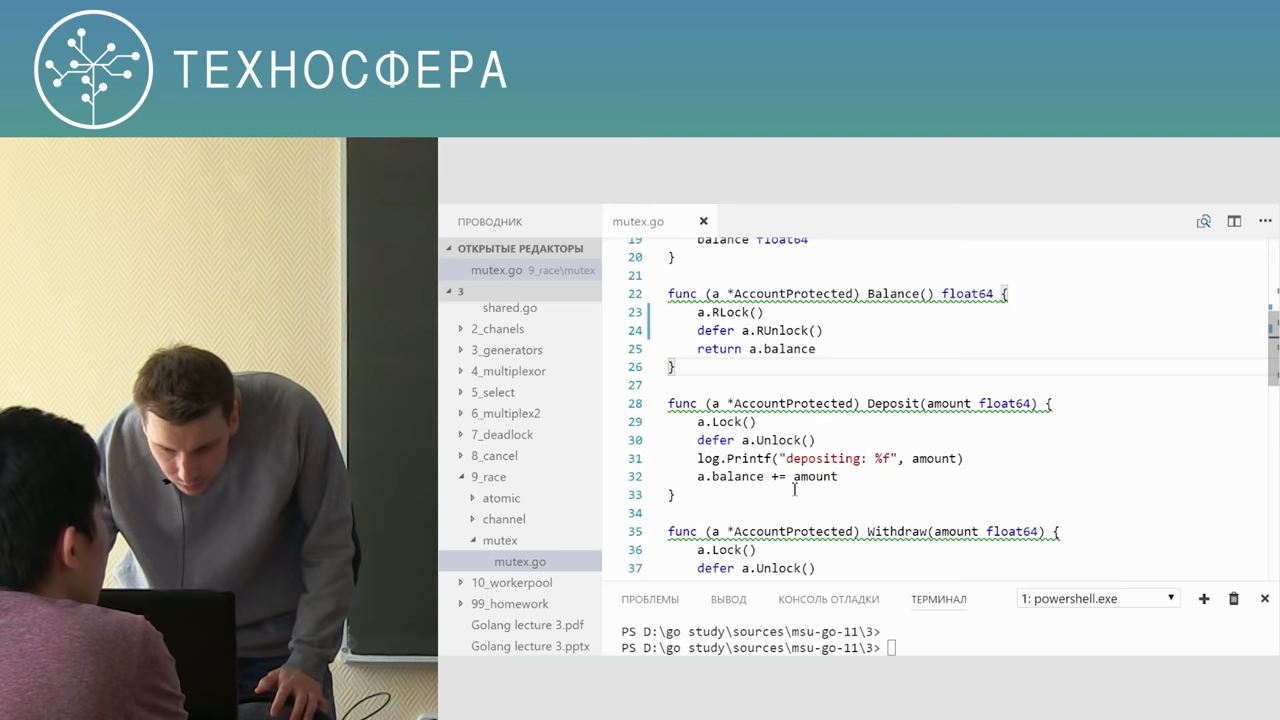 ТЕХНОСФЕРА
ПРОВОДНИК
ОТКРЫТЫЕ РЕДАКТОРЫ
mutex.go 9_race\mutex
3
shared.go
2_chanels
3_generators
4_multiplexor
5_select
6_multiplex2
7_deadlock
8_cancel
9_race
atomic
channel
mutex
mutex.go
10_workerpool
99_homework
Golang lecture 3.pdf
Golang lecture 3.pptx
mutex.go
19 balance float64
20 }
21
22 func (a *AccountProtected) Balance() float64 {
23 a.RLock()
24 defer a.RUnlock()
25 return a.balance
26 }
27
28 func (a *AccountProtected) Deposit(amount float64) {
29 a.Lock()
30 defer a.Unlock()
31 log.Printf("depositing: %f", amount)
32 a.balance += amount
33 }
34
35 func (a *AccountProtected) Withdraw(amount float64) {
36 a.Lock()
37 defer a.Unlock()
ПРОБЛЕМЫ ВЫВОД КОНСОЛЬ ОТЛАДКИ ТЕРМИНАЛ 1: powershell.exe
PS D:\go study\sources\msu-go-11\3>
PS D:\go study\sources\msu-go-11\3>